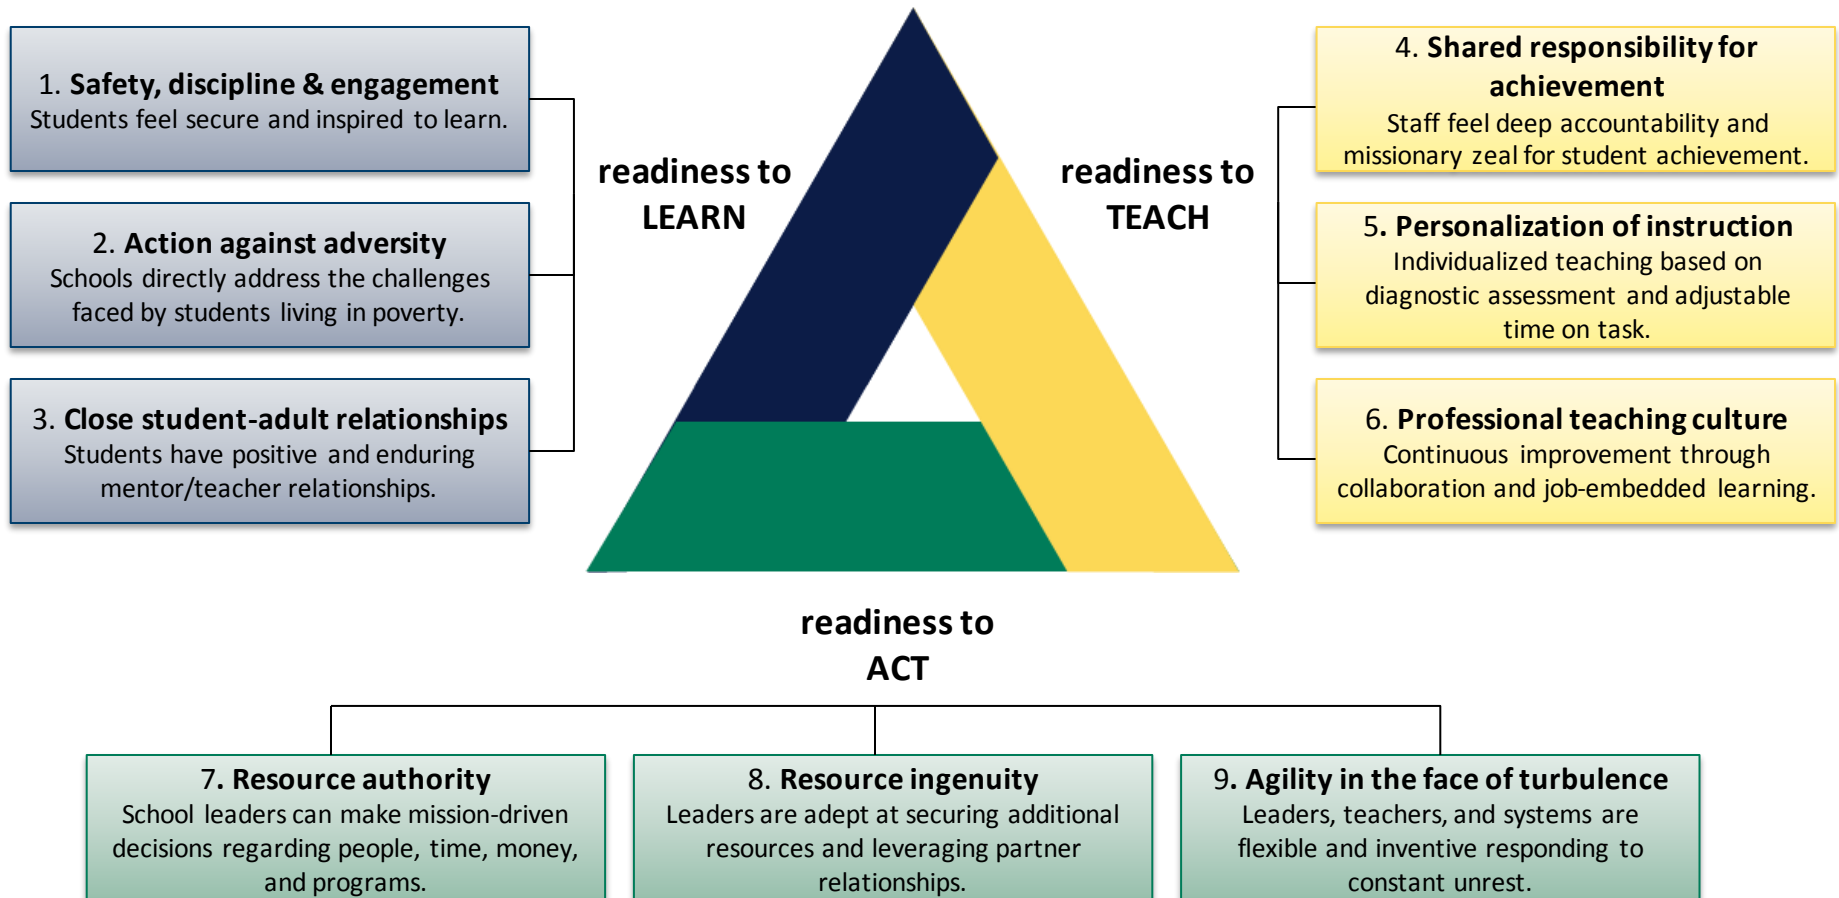 1. Safety, discipline & engagement
Students feel secure and inspired to learn.
2. Action against adversity
Schools directly address the challenges
faced by students living in poverty.
3. Close student-adult relationships
Students have positive and enduring
mentor/teacher relationships.
readiness to
LEARN
readiness to
TEACH
4. Shared responsibility for
achievement
Staff feel deep accountability and
missionary zeal for student achievement.
5. Personalization of instruction
Individualized teaching based on
diagnostic assessment and adjustable
time on task.
6. Professional teaching culture
Continuous improvement through
collaboration and job-embedded learning.
readiness to
ACT
7. Resource authority
School leaders can make mission-driven
decisions regarding people, time, money,
and programs.
8. Resource ingenuity
Leaders are adept at securing additional
resources and leveraging partner
relationships.
9. Agility in the face of turbulence
Leaders, teachers, and systems are
flexible and inventive responding to
constant unrest.